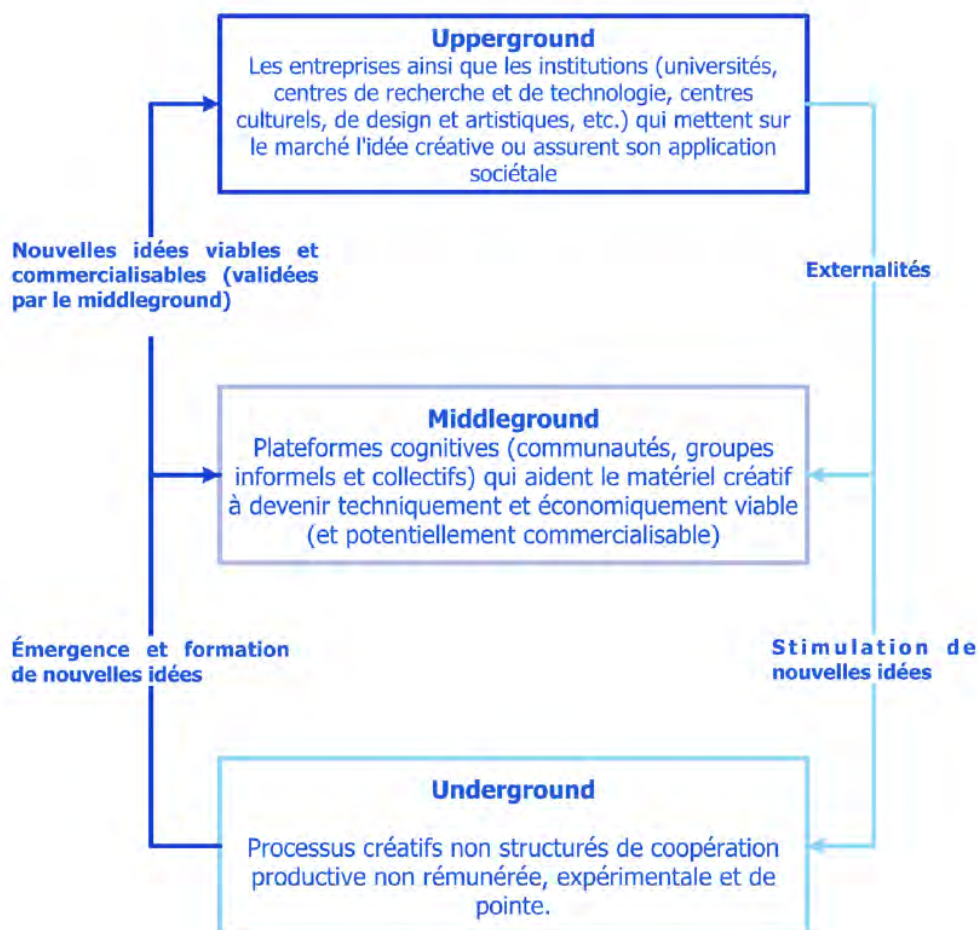 Upperground
Les entreprises ainsi que les institutions (universités,
centres de recherche et de technologie, centres
culturels, de design et artistiques, etc.) qui mettent sur
le marché l'idée créative ou assurent son application
sociétale
Nouvelles idées viables et
commercialisables (validées
par le middleground)
Externalités
Middleground
Plateformes cognitives (communautés, groupes
informels et collectifs) qui aident le matériel créatif
à devenir techniquement et économiquement viable
(et potentiellement commercialisable)
Émergence et formation
de nouvelles idées
Stimulation de
nouvelles idées
Underground
Processus créatifs non structurés de coopération
productive non rémunérée, expérimentale et de
pointe.